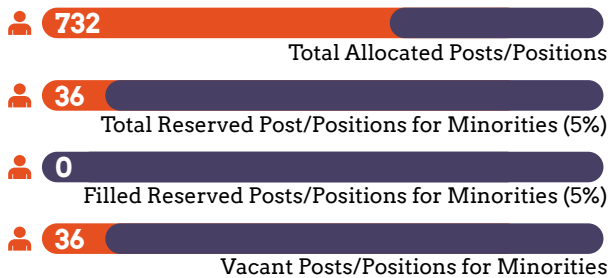 732
Total Allocated Posts/Positions
36
Total Reserved Post/Positions for Minorities (5%)
0
Filled Reserved Posts/Positions for Minorities (5%)
36
Vacant Posts/Positions for Minorities